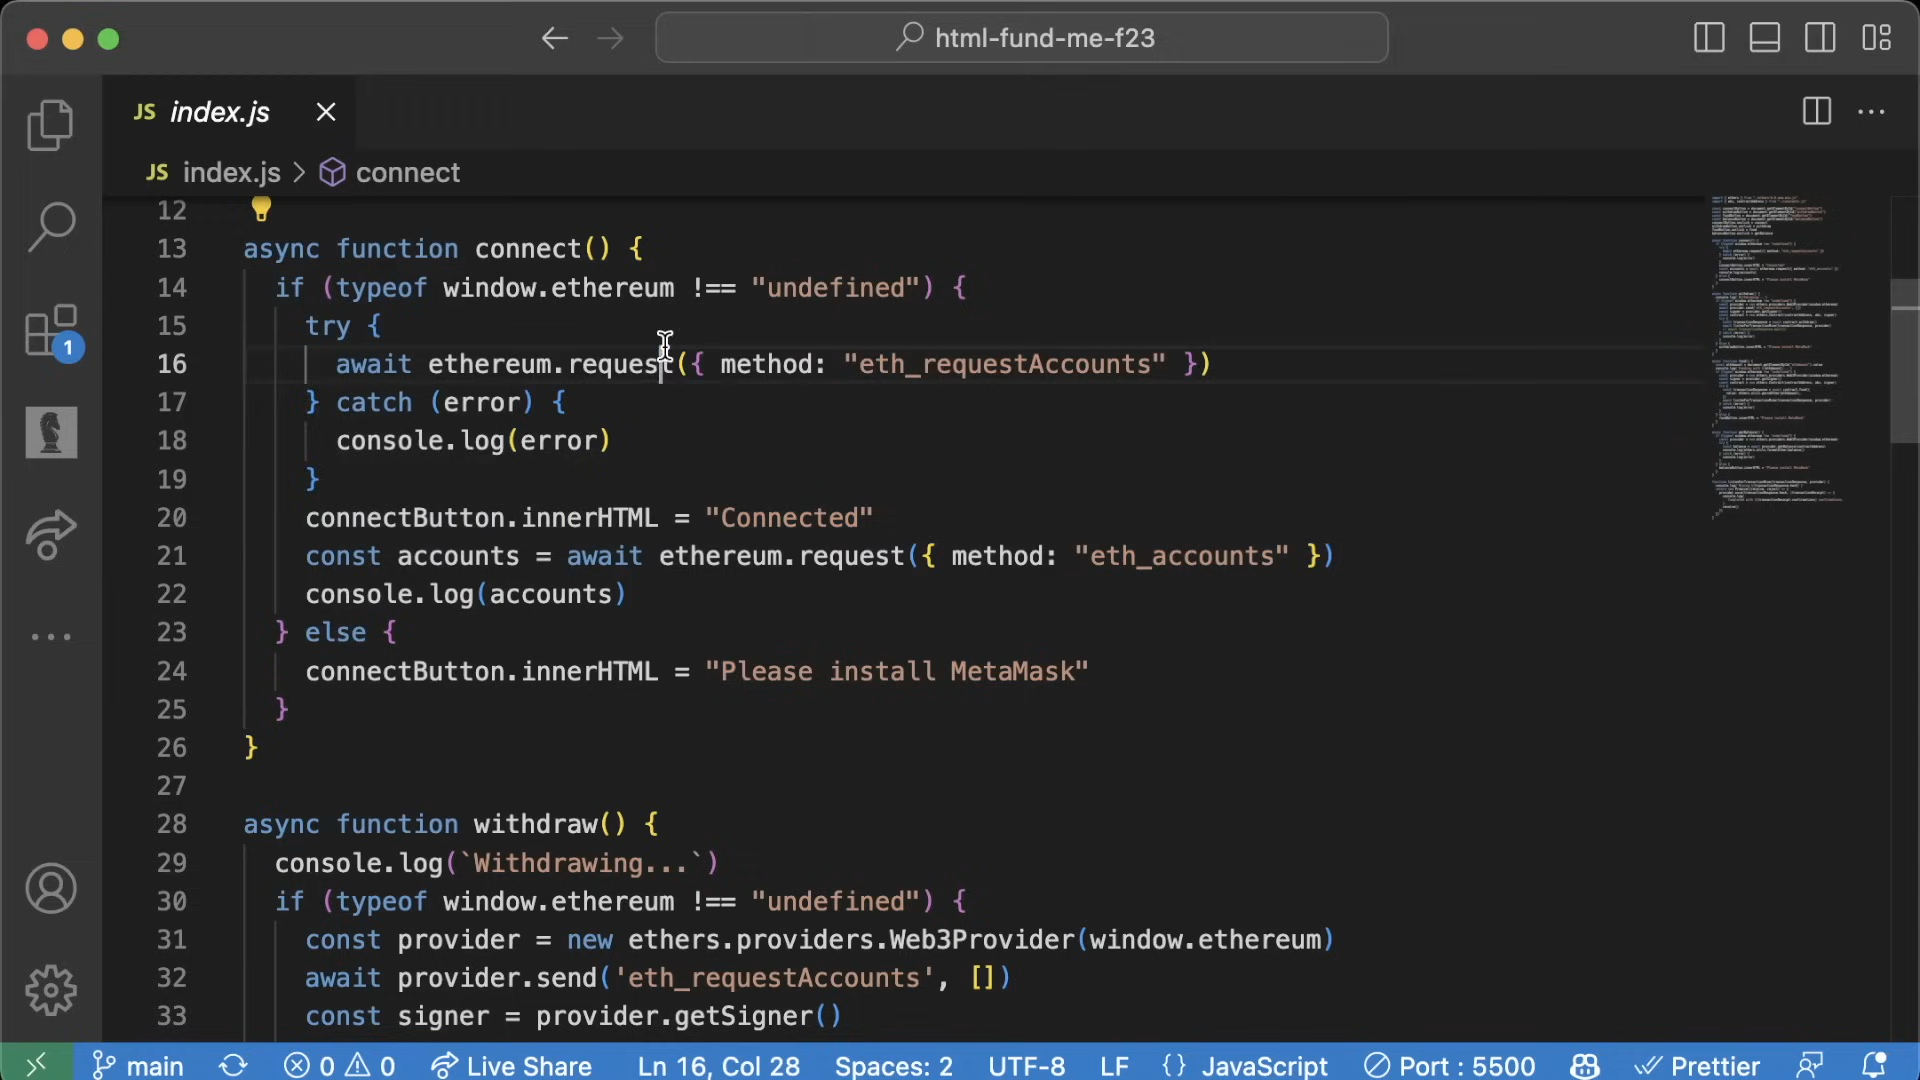 html-fund-me-f23
JS index.js
JS index.js > connect
12
13 async function connect() {
14 if (typeof window.ethereum !== "undefined") {
15 try {
16 await ethereum.request({ method: "eth_requestAccounts" })
17 } catch (error) {
18 console.log(error)
19 }
20 connectButton.innerHTML = "Connected"
21 const accounts = await ethereum.request({ method: "eth_accounts" })
22 console.log(accounts)
23 } else {
24 connectButton.innerHTML = "Please install MetaMask"
25 }
26 }
27
28 async function withdraw() {
29 console.log(`Withdrawing...`)
30 if (typeof window.ethereum !== "undefined") {
31 const provider = new ethers.providers.Web3Provider(window.ethereum)
32 await provider.send('eth_requestAccounts', [])
33 const signer = provider.getSigner()
1
main 0 0 Live Share Ln 16, Col 28 Spaces: 2 UTF-8 LF {} JavaScript Port : 5500 Prettier